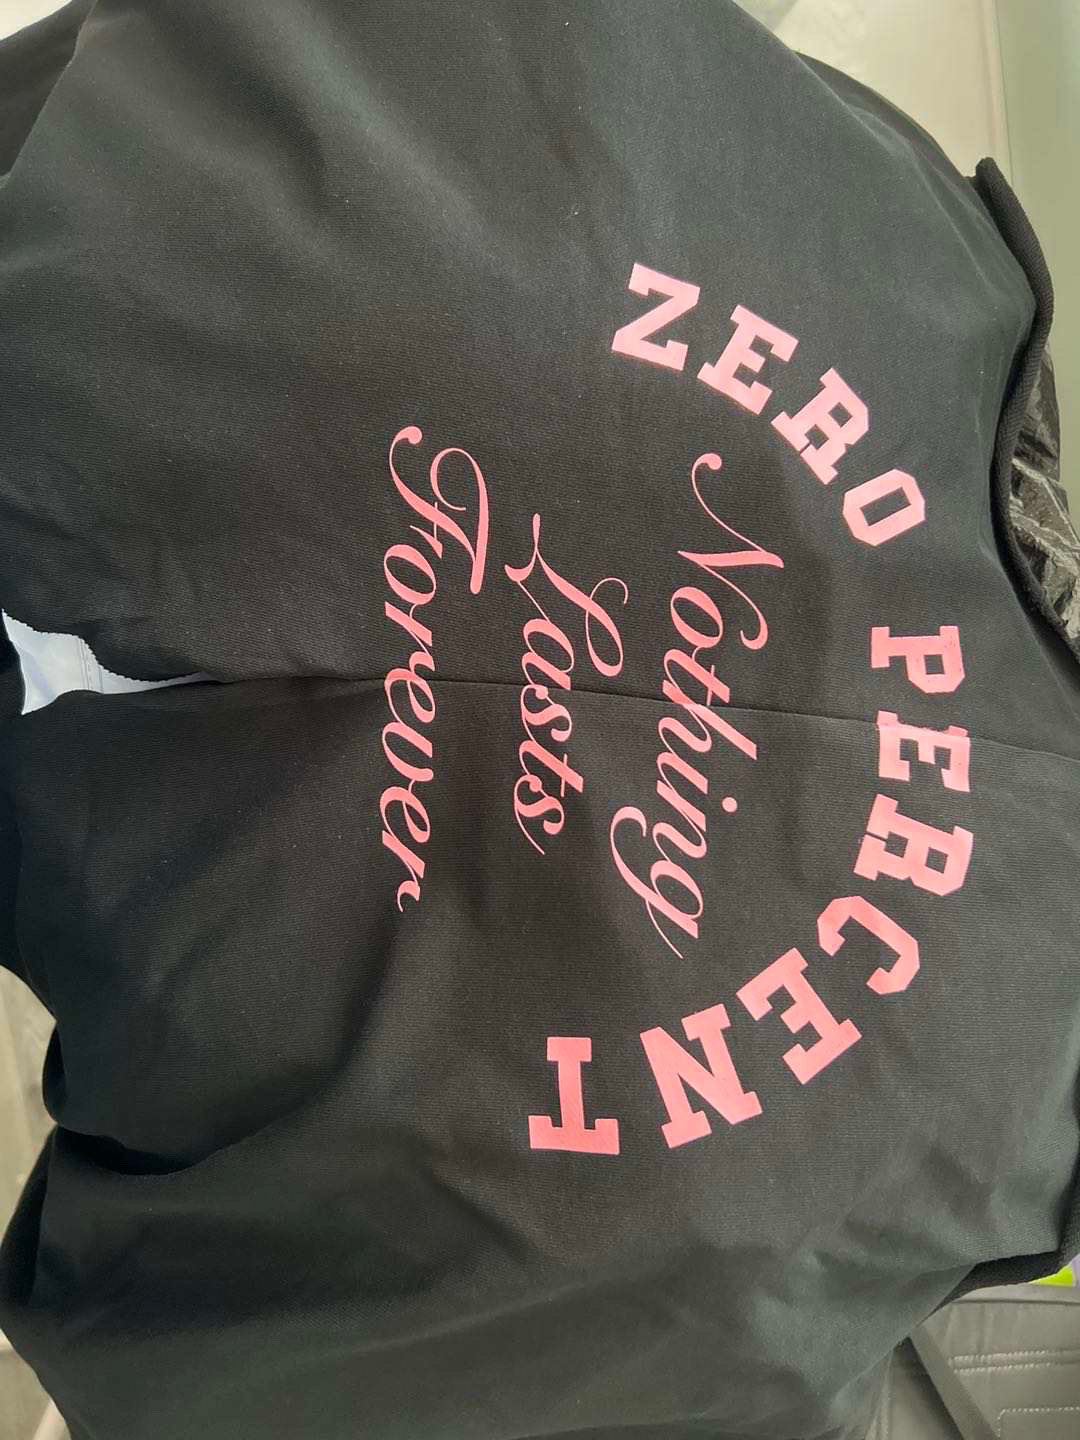 ZERO PERCENT
Nothing
Lasts
Forever